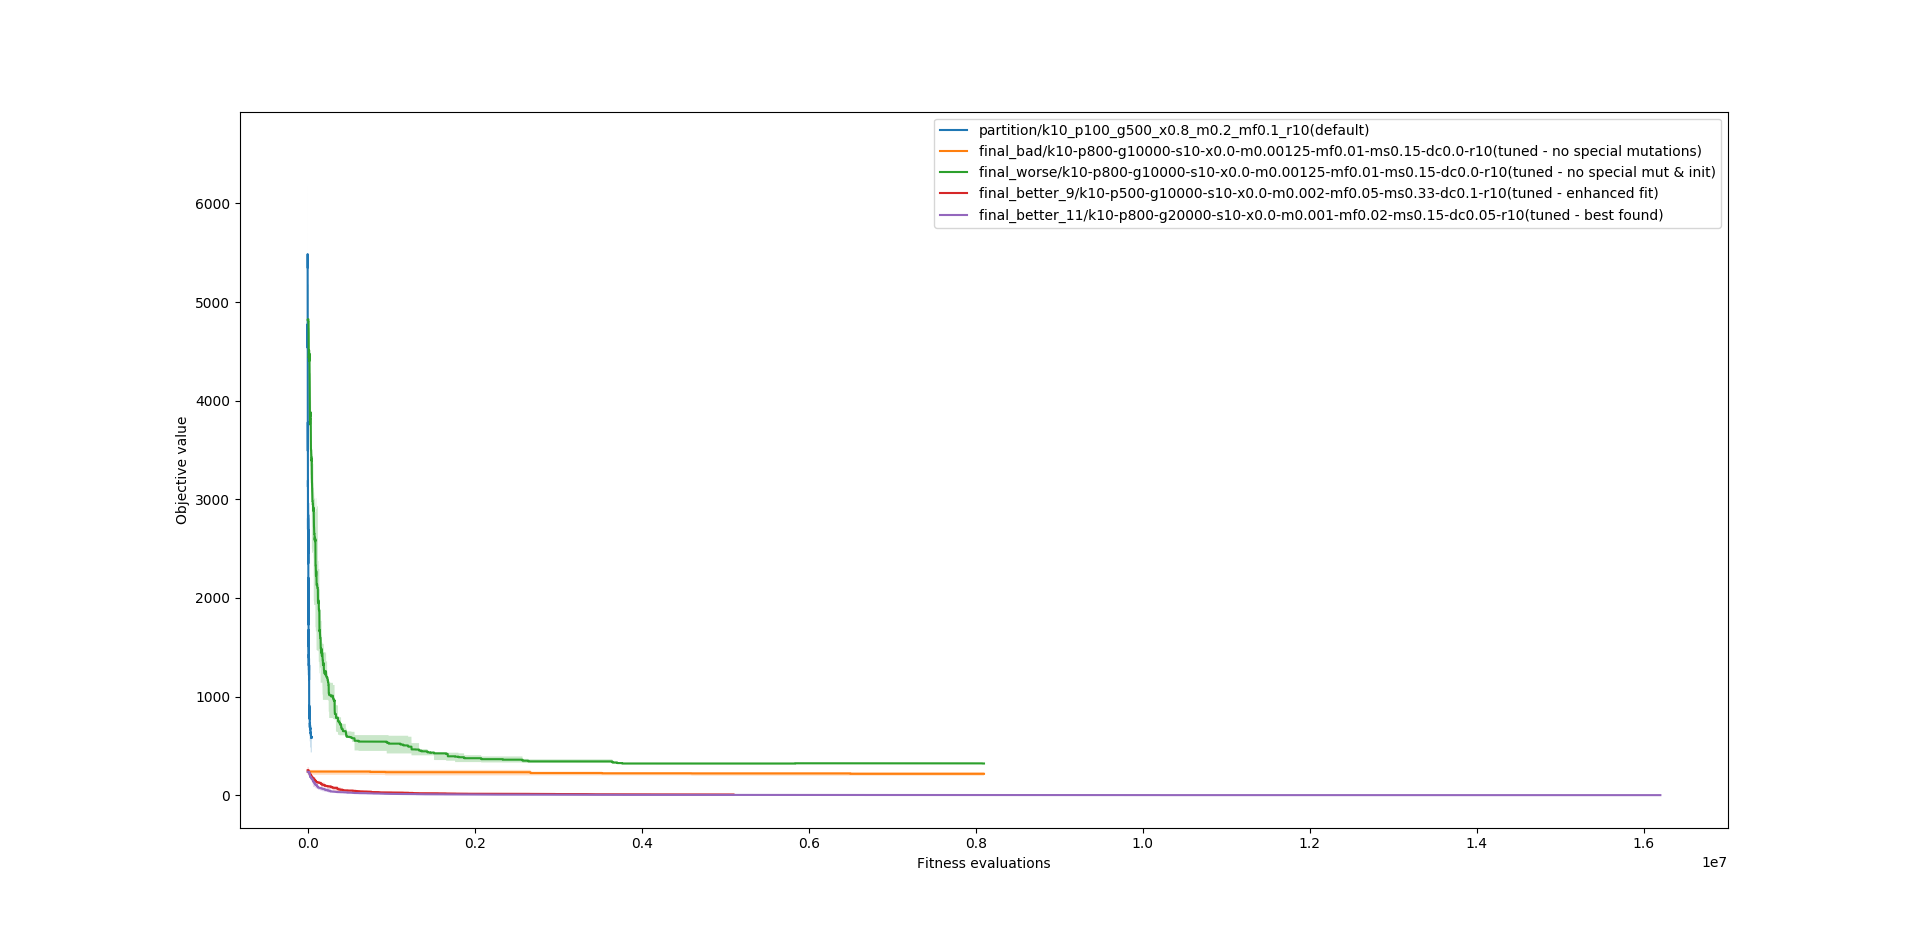 partition/k10_p100_g500_x0.8_m0.2_mf0.1_r10(default)
final_bad/k10-p800-g10000-s10-x0.0-m0.00125-mf0.01-ms0.15-dc0.0-r10(tuned - no special mutations)
final_worse/k10-p800-g10000-s10-x0.0-m0.00125-mf0.01-ms0.15-dc0.0-r10(tuned - no special mut & init)
final_better_9/k10-p500-g10000-s10-x0.0-m0.002-mf0.05-ms0.33-dc0.1-r10(tuned - enhanced fit)
final_better_11/k10-p800-g20000-s10-x0.0-m0.001-mf0.02-ms0.15-dc0.05-r10(tuned - best found)
6000
5000
4000
3000
2000
1000
0
Objective value
0.0 0.2 0.4 0.6 0.8 1.0 1.2 1.4 1.6
Fitness evaluations
1e7